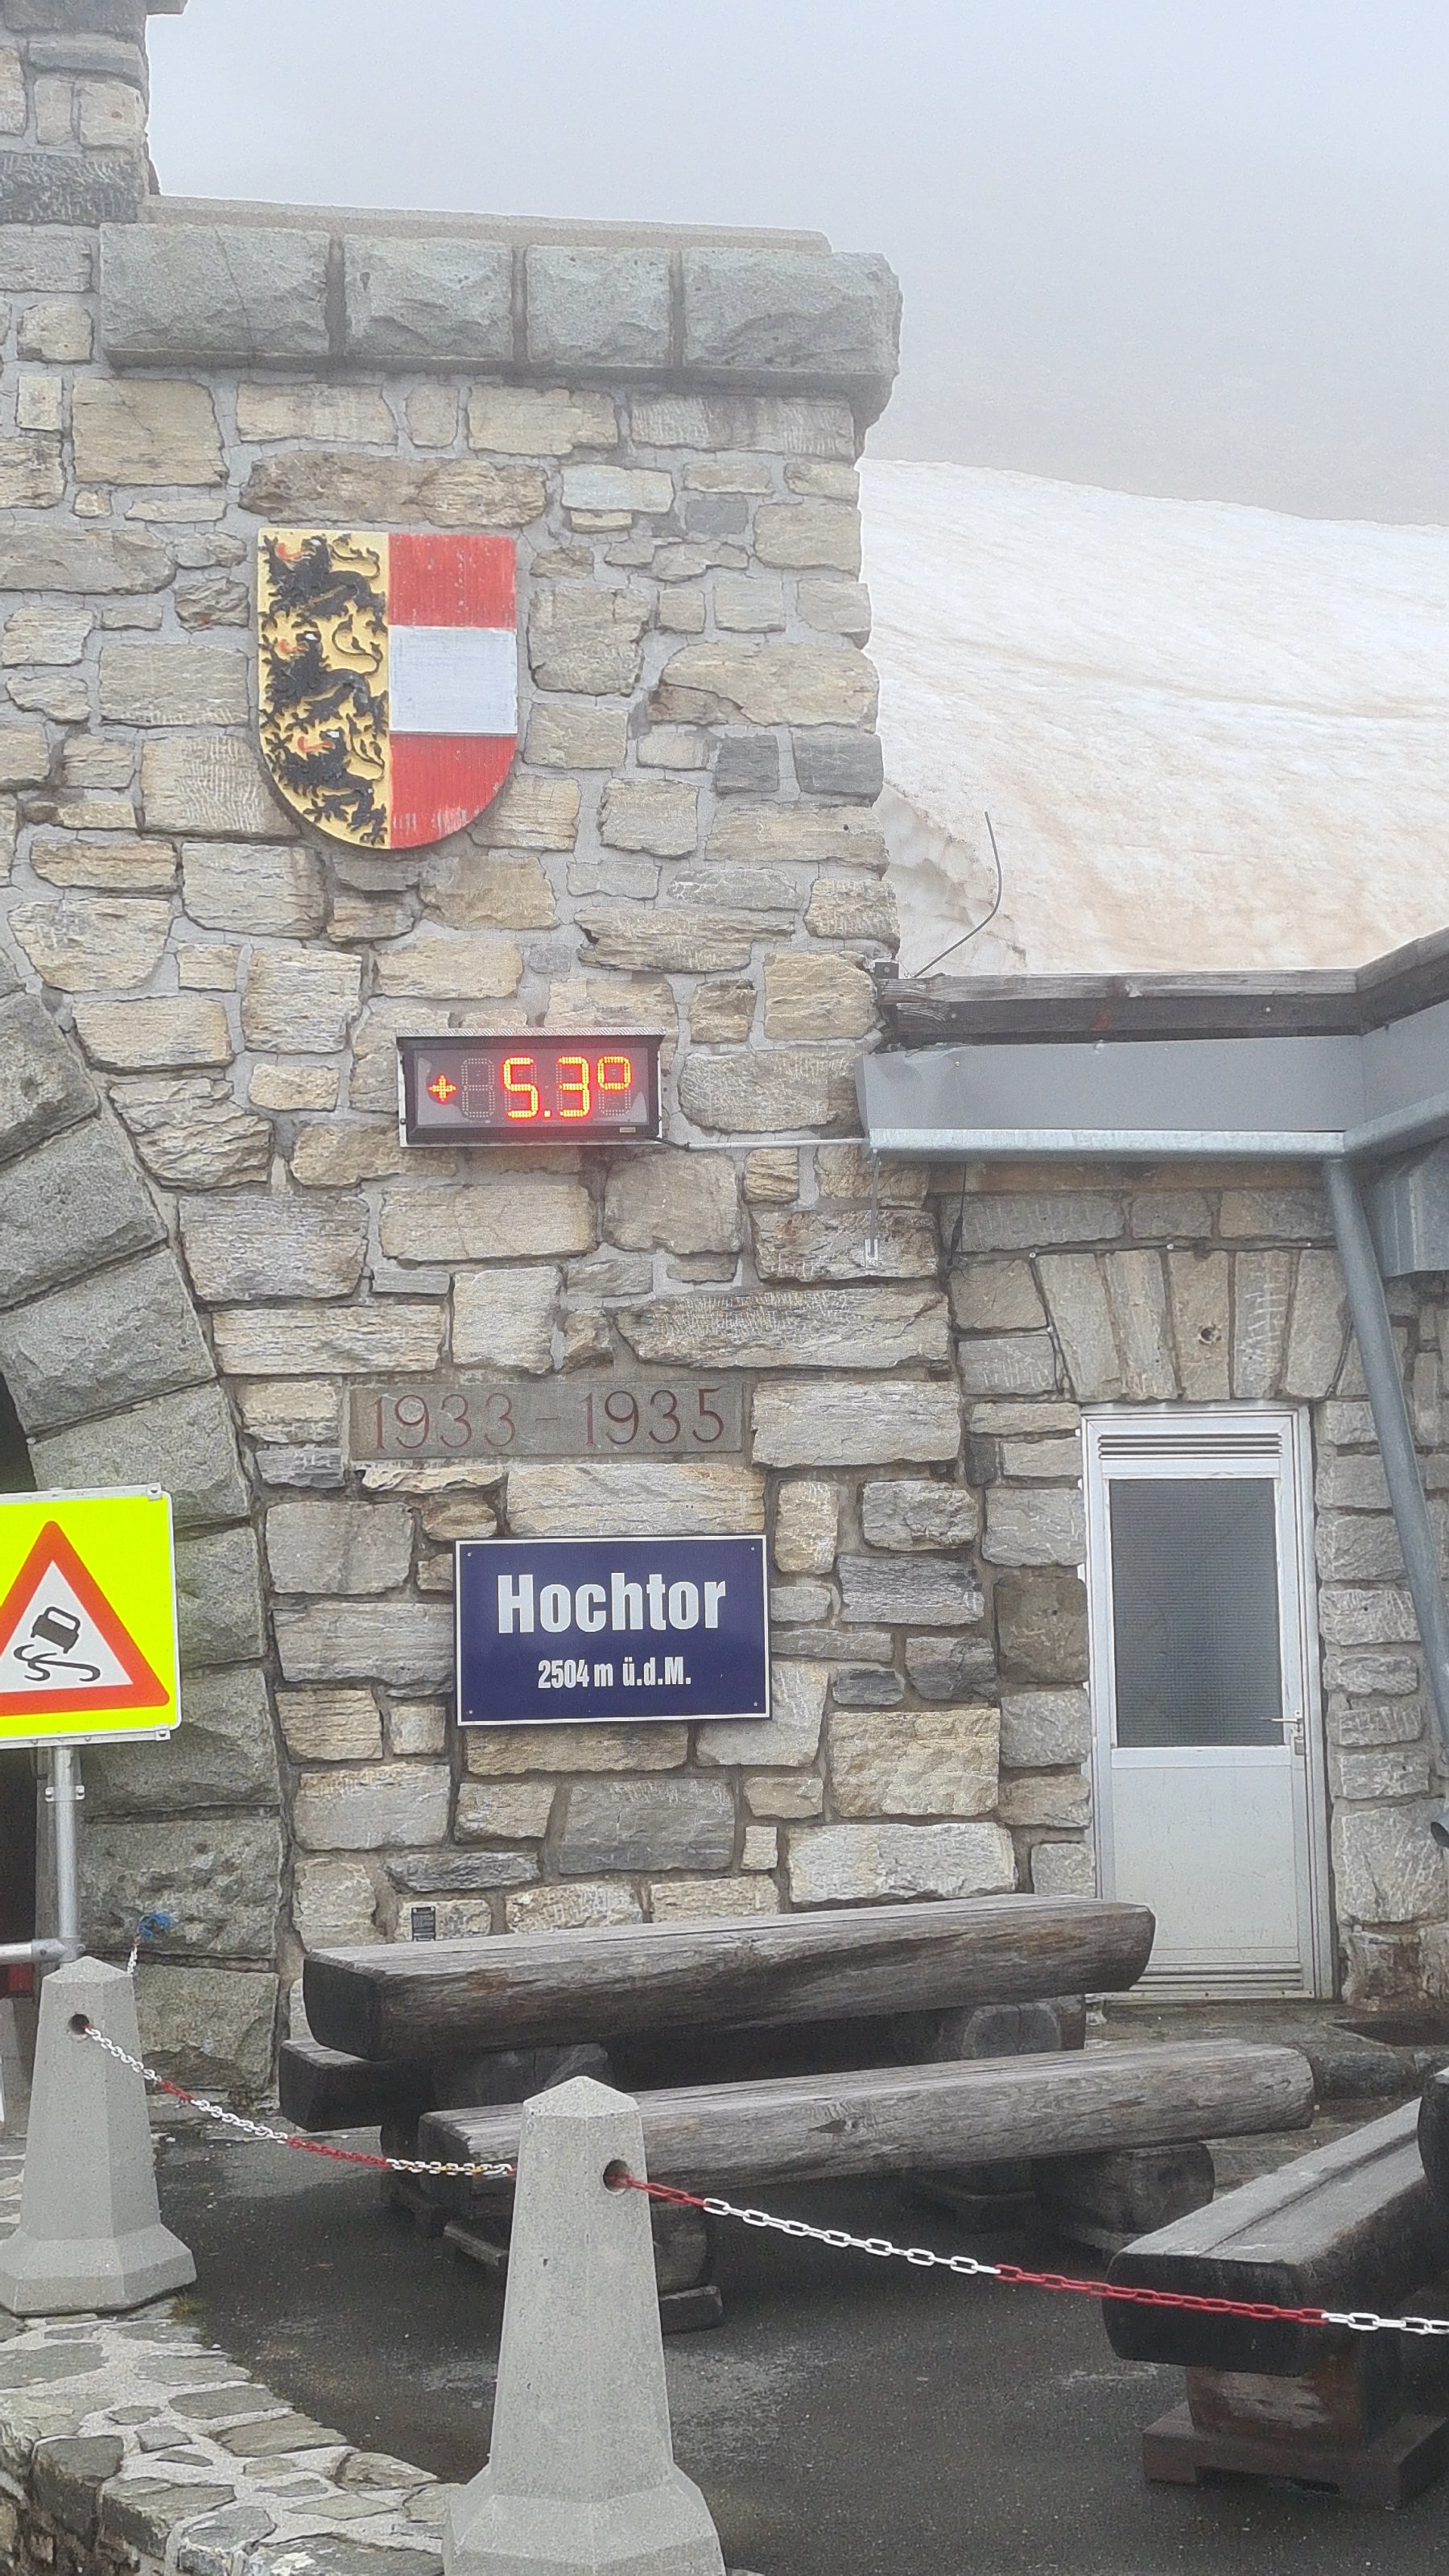 + 5.3°
1933 - 1935
Hochtor
2504 m ü.d.M.